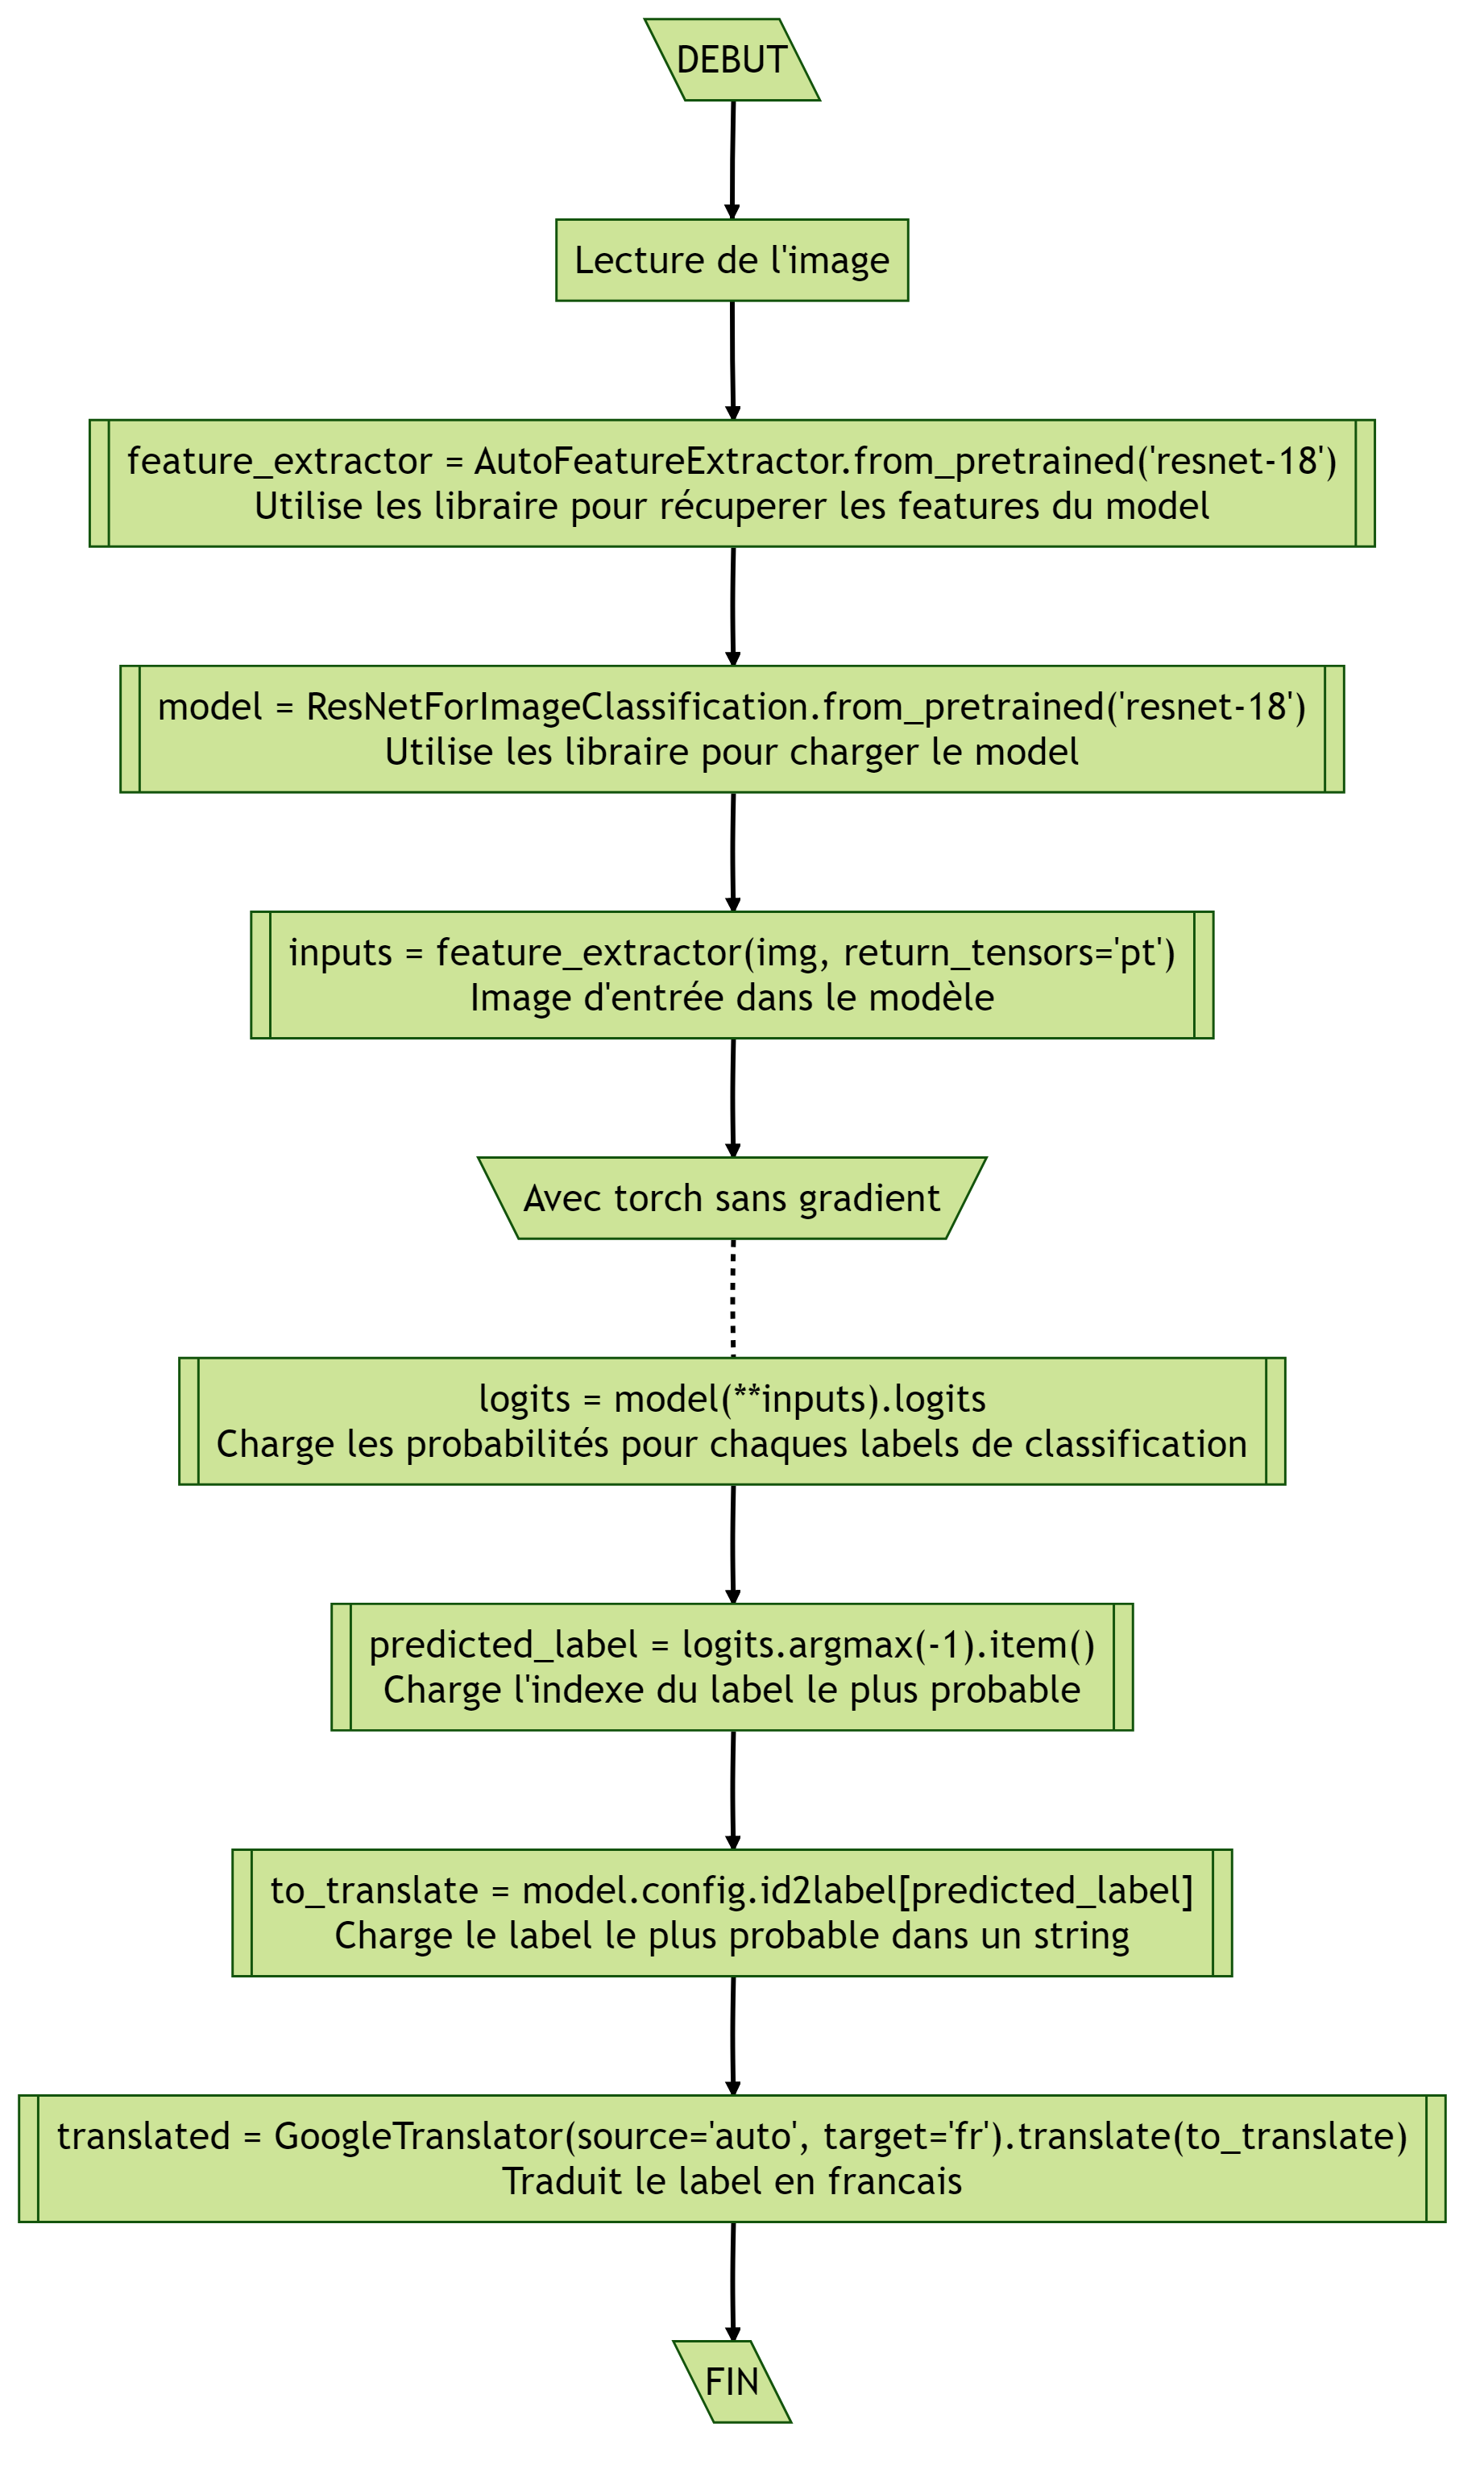 DEBUT
Lecture de l'image
feature_extractor = AutoFeatureExtractor.from_pretrained('resnet-18')
Utilise les libraire pour récuperer les features du model
model = ResNetForImageClassification.from_pretrained('resnet-18')
Utilise les libraire pour charger le model
inputs = feature_extractor(img, return_tensors='pt')
Image d'entrée dans le modèle
Avec torch sans gradient
logits = model(**inputs).logits
Charge les probabilités pour chaques labels de classification
predicted_label = logits.argmax(-1).item()
Charge l'indexe du label le plus probable
to_translate = model.config.id2label[predicted_label]
Charge le label le plus probable dans un string
translated = GoogleTranslator(source='auto', target='fr').translate(to_translate)
Traduit le label en francais
FIN